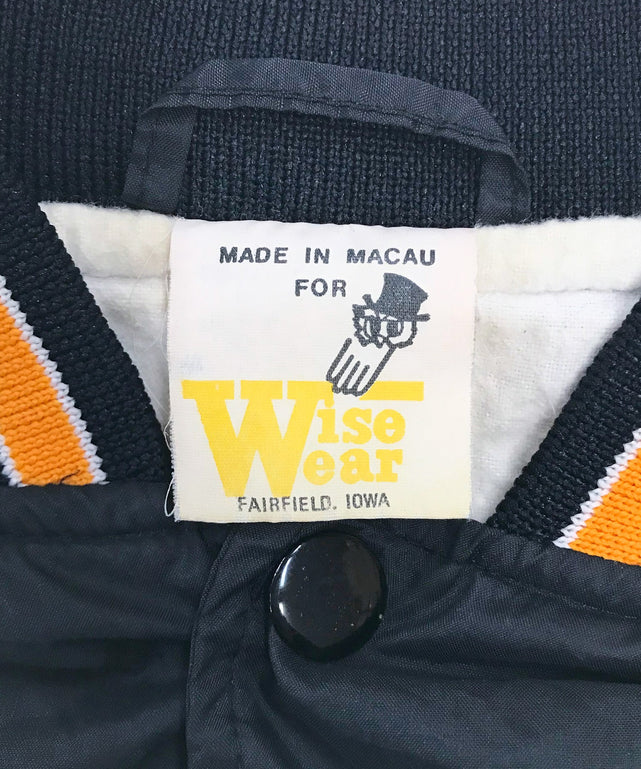 MADE IN MACAU
FOR
Wise
Wear
FAIRFIELD, IOWA